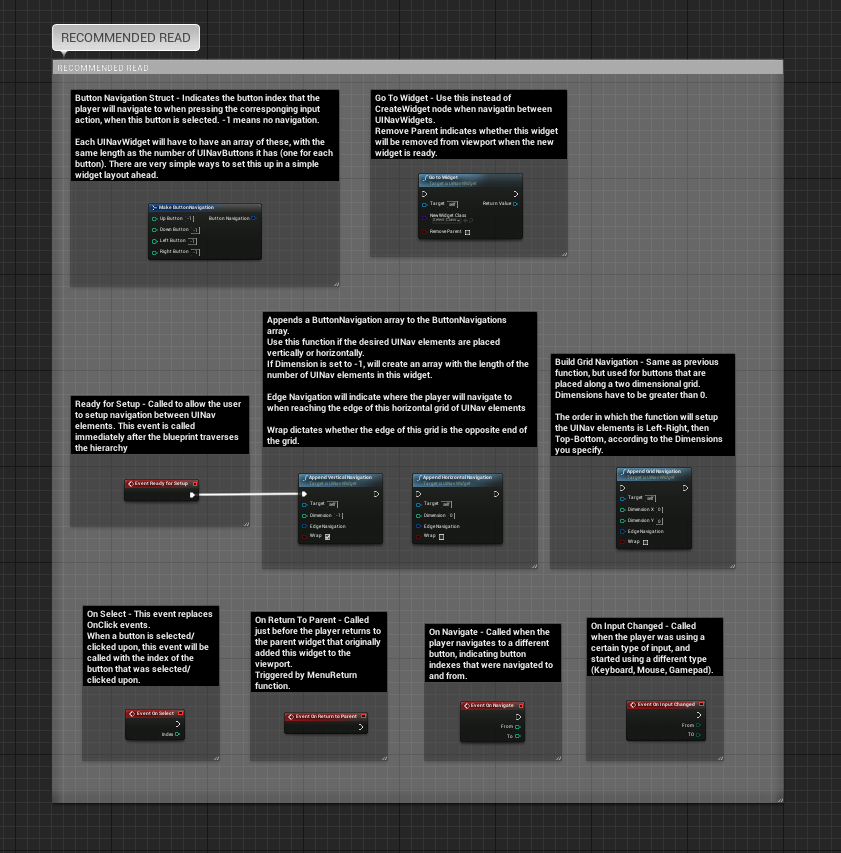 RECOMMENDED READ
RECOMMENDED READ
Button Navigation Struct - Indicates the button index that the
player will navigate to when pressing the corresponging input
action, when this button is selected. -1 means no navigation.
Each UINavWidget will have to have an array of these, with the
same length as the number of UINavButtons it has (one for each
button). There are very simple ways to set this up in a simple
widget layout ahead.
Make ButtonNavigation
Up Button -1
Button Navigation
Down Button -1
Left Button -1
Right Button -1
Go To Widget - Use this instead of
CreateWidget node when navigatin between
UINavWidgets.
Remove Parent indicates whether this widget
will be removed from viewport when the new
widget is ready.
Go to Widget
Target is UINavWidget
Target self
Return Value
New Widget Class
Select Class
Remove Parent
Ready for Setup - Called to allow the user
to setup navigation between UINav
elements. This event is called
immediately after the blueprint traverses
the hierarchy
Event Ready for Setup
Appends a ButtonNavigation array to the ButtonNavigations
array.
Use this function if the desired UINav elements are placed
vertically or horizontally.
If Dimension is set to -1, will create an array with the length of the
number of UINav elements in this widget.
Edge Navigation will indicate where the player will navigate to
when reaching the edge of this horizontal grid of UINav elements
Wrap dictates whether the edge of this grid is the opposite end of
the grid.
Append Vertical Navigation
Target is UINavWidget
Target self
Dimension -1
Edge Navigation
Wrap
Append Horizontal Navigation
Target is UINavWidget
Target self
Dimension 0
Edge Navigation
Wrap
Build Grid Navigation - Same as previous
function, but used for buttons that are
placed along a two dimensional grid.
Dimensions have to be greater than 0.
The order in which the function will setup
the UINav elements is Left-Right, then
Top-Bottom, according to the Dimensions
you specify.
Append Grid Navigation
Target is UINavWidget
Target self
Dimension X 0
Dimension Y 0
Edge Navigation
Wrap
On Select - This event replaces
OnClick events.
When a button is selected/
clicked upon, this event will be
called with the index of the
button that was selected/
clicked upon.
Event On Select
Index
On Return To Parent - Called
just before the player returns to
the parent widget that originally
added this widget to the
viewport.
Triggered by MenuReturn
function.
Event On Return to Parent
On Navigate - Called when the
player navigates to a different
button, indicating button
indexes that were navigated to
and from.
Event On Navigate
From
To
On Input Changed - Called
when the player was using a
certain type of input, and
started using a different type
(Keyboard, Mouse, Gamepad).
Event On Input Changed
From
TO